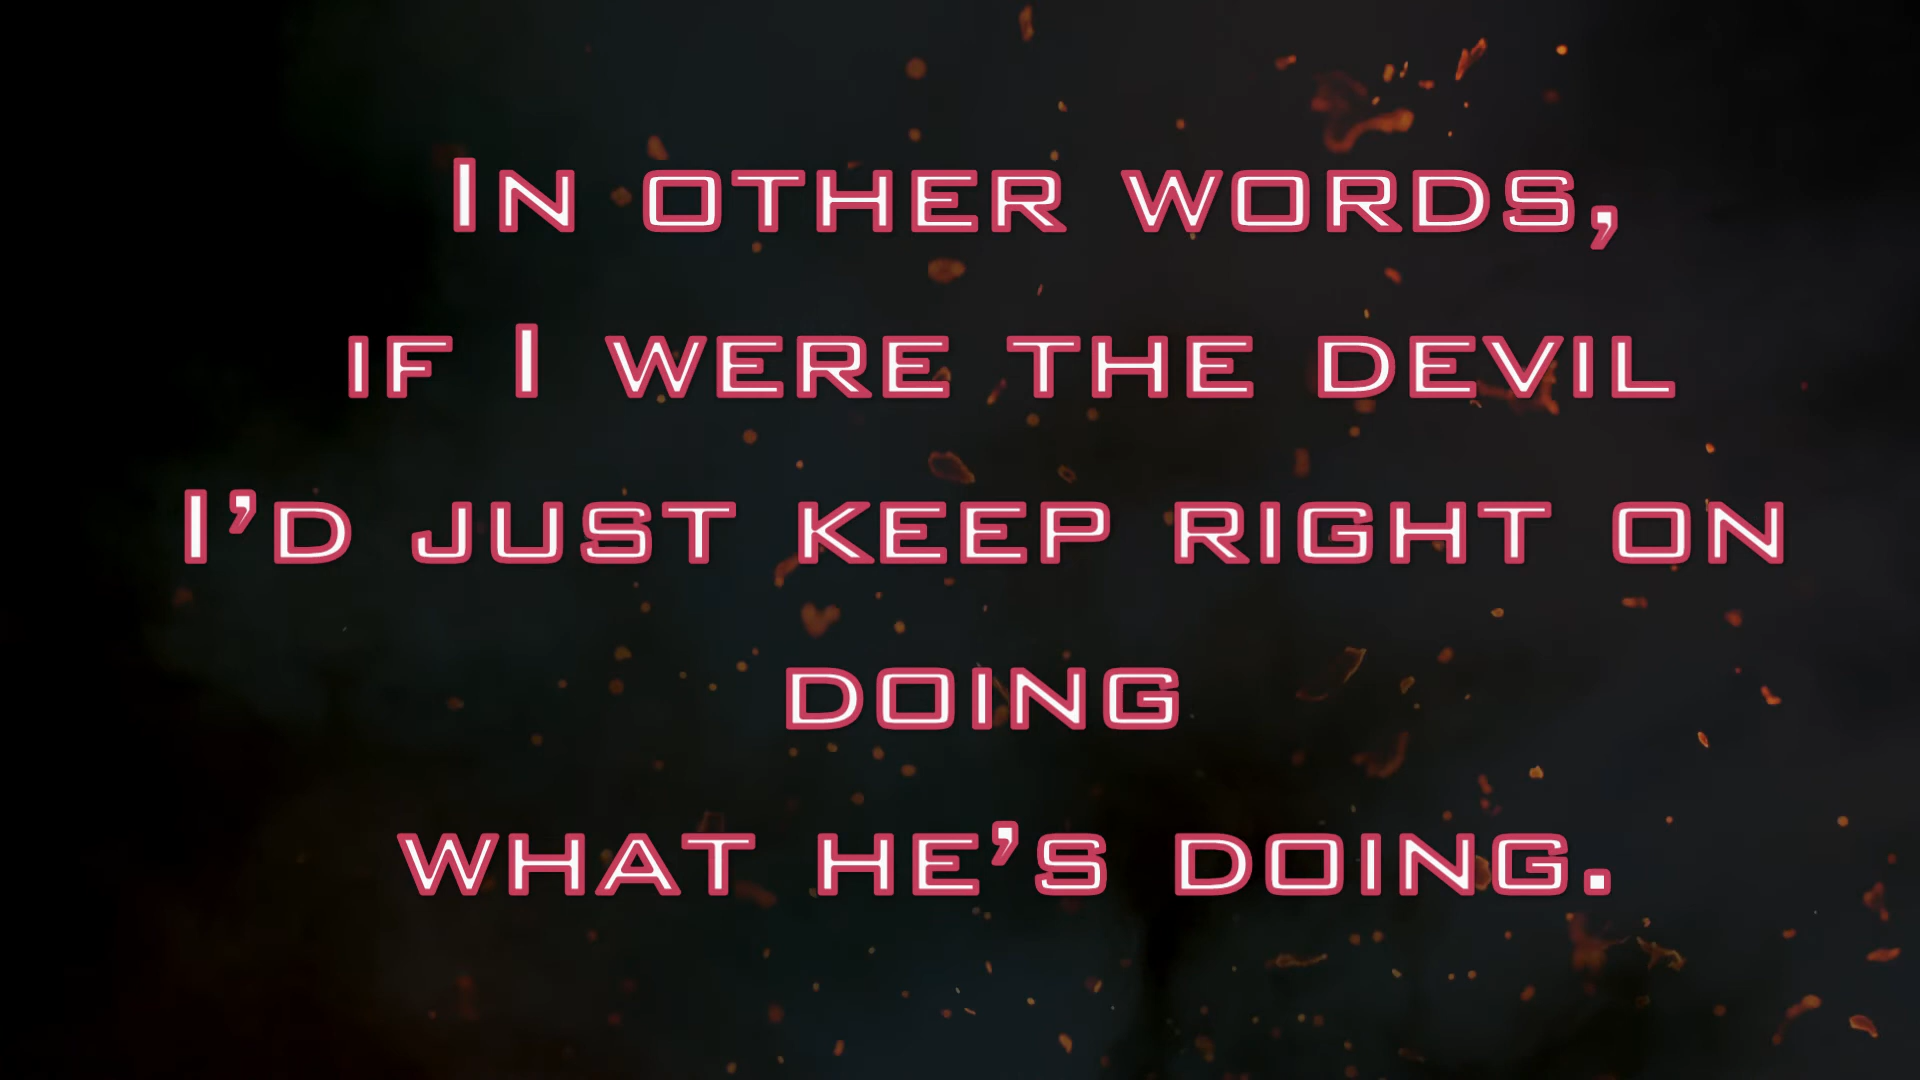 In other words,
if I were the devil
I’d just keep right on
doing
what he’s doing.